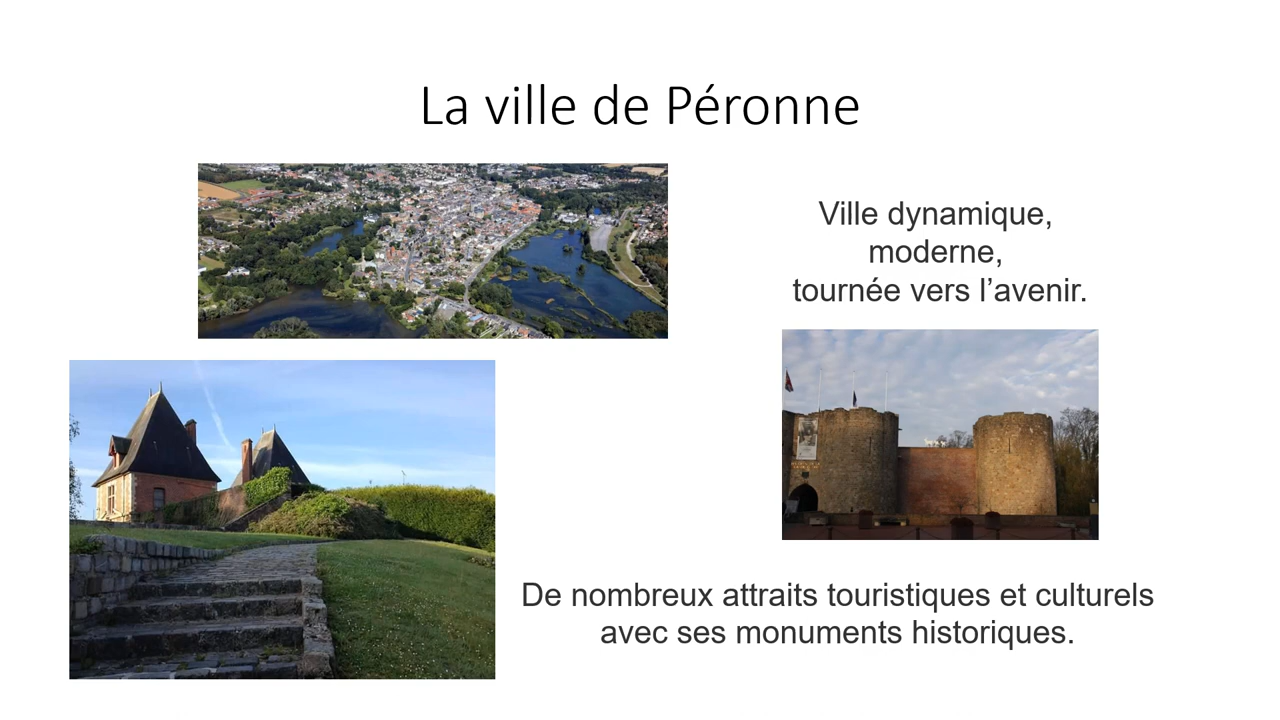 La ville de Péronne
Ville dynamique,
moderne,
tournée vers l’avenir.
De nombreux attraits touristiques et culturels
avec ses monuments historiques.